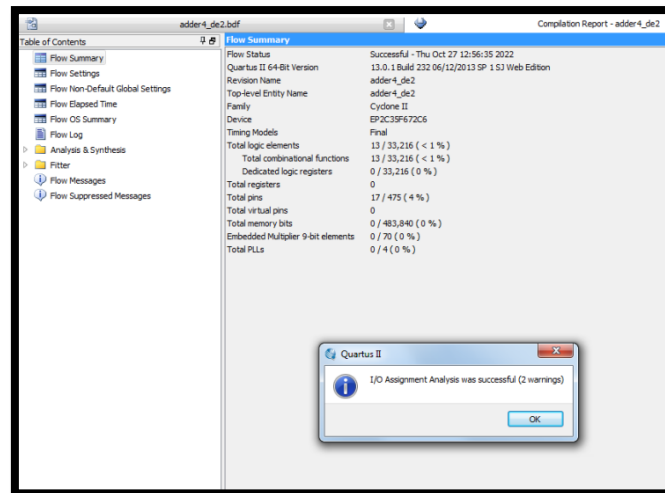 adder4_de2.bdf
Compilation Report - adder4_de2
Table of Contents
Flow Summary
Flow Settings
Flow Non-Default Global Settings
Flow Elapsed Time
Flow OS Summary
Flow Log
Analysis & Synthesis
Fitter
Flow Messages
Flow Suppressed Messages
Flow Summary
Flow Status Successful - Thu Oct 27 12:56:35 2022
Quartus II 64-Bit Version 13.0.1 Build 232 06/12/2013 SP 1 SJ Web Edition
Revision Name adder4_de2
Top-level Entity Name adder4_de2
Family Cyclone II
Device EP2C35F672C6
Timing Models Final
Total logic elements 13 / 33,216 ( < 1 % )
Total combinational functions 13 / 33,216 ( < 1 % )
Dedicated logic registers 0 / 33,216 ( 0 % )
Total registers 0
Total pins 17 / 475 ( 4 % )
Total virtual pins 0
Total memory bits 0 / 483,840 ( 0 % )
Embedded Multiplier 9-bit elements 0 / 70 ( 0 % )
Total PLLs 0 / 4 ( 0 % )
Quartus II
I/O Assignment Analysis was successful (2 warnings)
OK